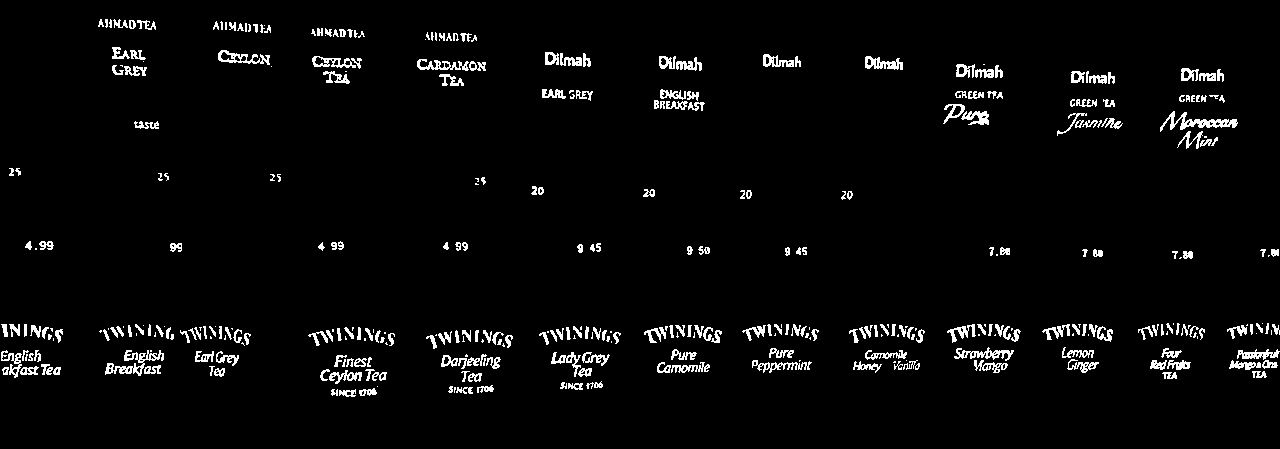 AHMAD TEA
EARL
GREY
taste
AHMAD TEA
CEYLON
AHMAD TEA
CEYLON
TEA
AHMAD TEA
CARDAMON
TEA
Dilmah
EARL GREY
Dilmah
ENGLISH
BREAKFAST
Dilmah
Dilmah
Dilmah
GREEN TEA
Pure
Dilmah
GREEN TEA
Jasmine
Dilmah
GREEN TEA
Moroccan
Mint
25
25
25
25
20
20
20
20
4.99
99
4 99
4 99
9 45
9 50
9 45
7.80
7 80
7.80
7.80
ININGS
English
akfast Tea
TWINING
English
Breakfast
TWININGS
Earl Grey
Tea
TWININGS
Finest
Ceylon Tea
SINCE 1706
TWININGS
Darjeeling
Tea
SINCE 1706
TWININGS
Lady Grey
Tea
SINCE 1706
TWININGS
Pure
Camomile
TWININGS
Pure
Peppermint
TWININGS
Camomile
Honey Vanilla
TWININGS
Strawberry
Mango
TWININGS
Lemon
Ginger
TWININGS
Four
Red Fruits
TEA
TWININ
Passionfruit
Mango &
TEA